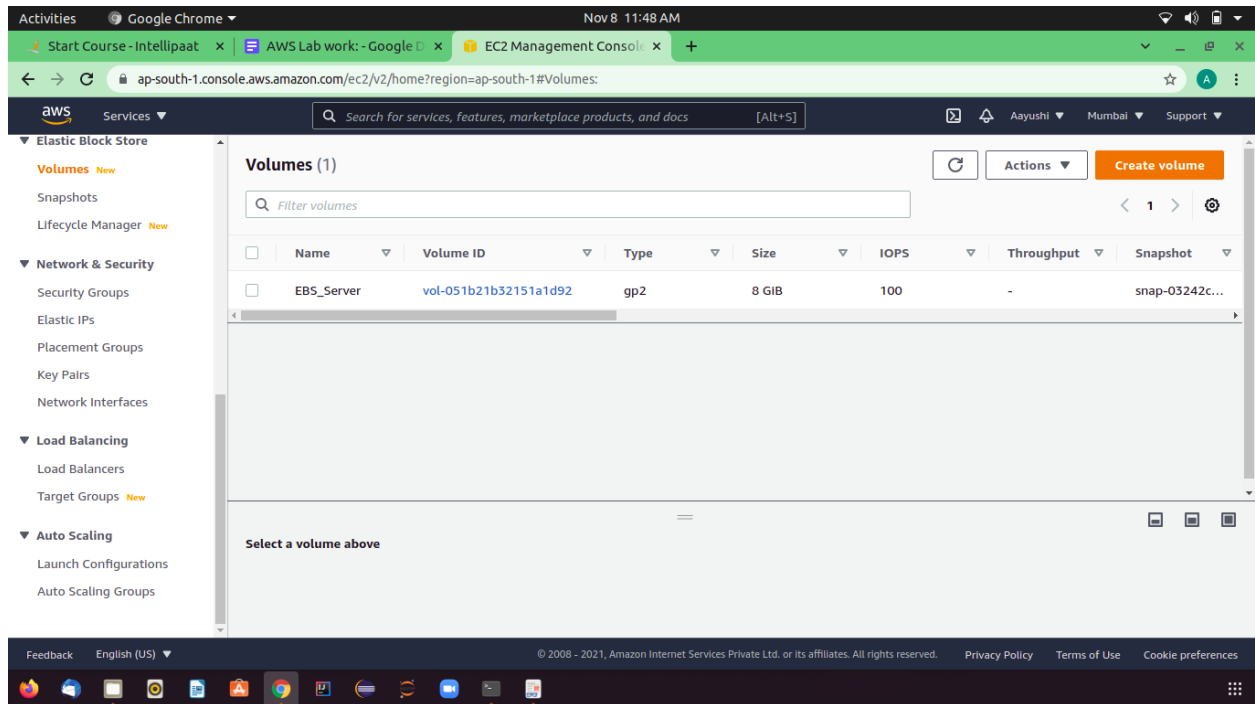 Activities Google Chrome Nov 8 11:48 AM
Start Course - Intellipaat AWS Lab work: - Google D EC2 Management Console
ap-south-1.console.aws.amazon.com/ec2/v2/home?region=ap-south-1#Volumes: A
aws Services Search for services, features, marketplace products, and docs [Alt+S] Aayushi Mumbai Support
Elastic Block Store
Volumes New
Snapshots
Lifecycle Manager New
Network & Security
Security Groups
Elastic IPs
Placement Groups
Key Pairs
Network Interfaces
Load Balancing
Load Balancers
Target Groups New
Auto Scaling
Launch Configurations
Auto Scaling Groups
Volumes (1) Actions Create volume
Filter volumes 1
Name Volume ID Type Size IOPS Throughput Snapshot
EBS_Server vol-051b21b32151a1d92 gp2 8 GiB 100 - snap-03242c...
Select a volume above
Feedback English (US) © 2008 - 2021, Amazon Internet Services Private Ltd. or its affiliates. All rights reserved. Privacy Policy Terms of Use Cookie preferences